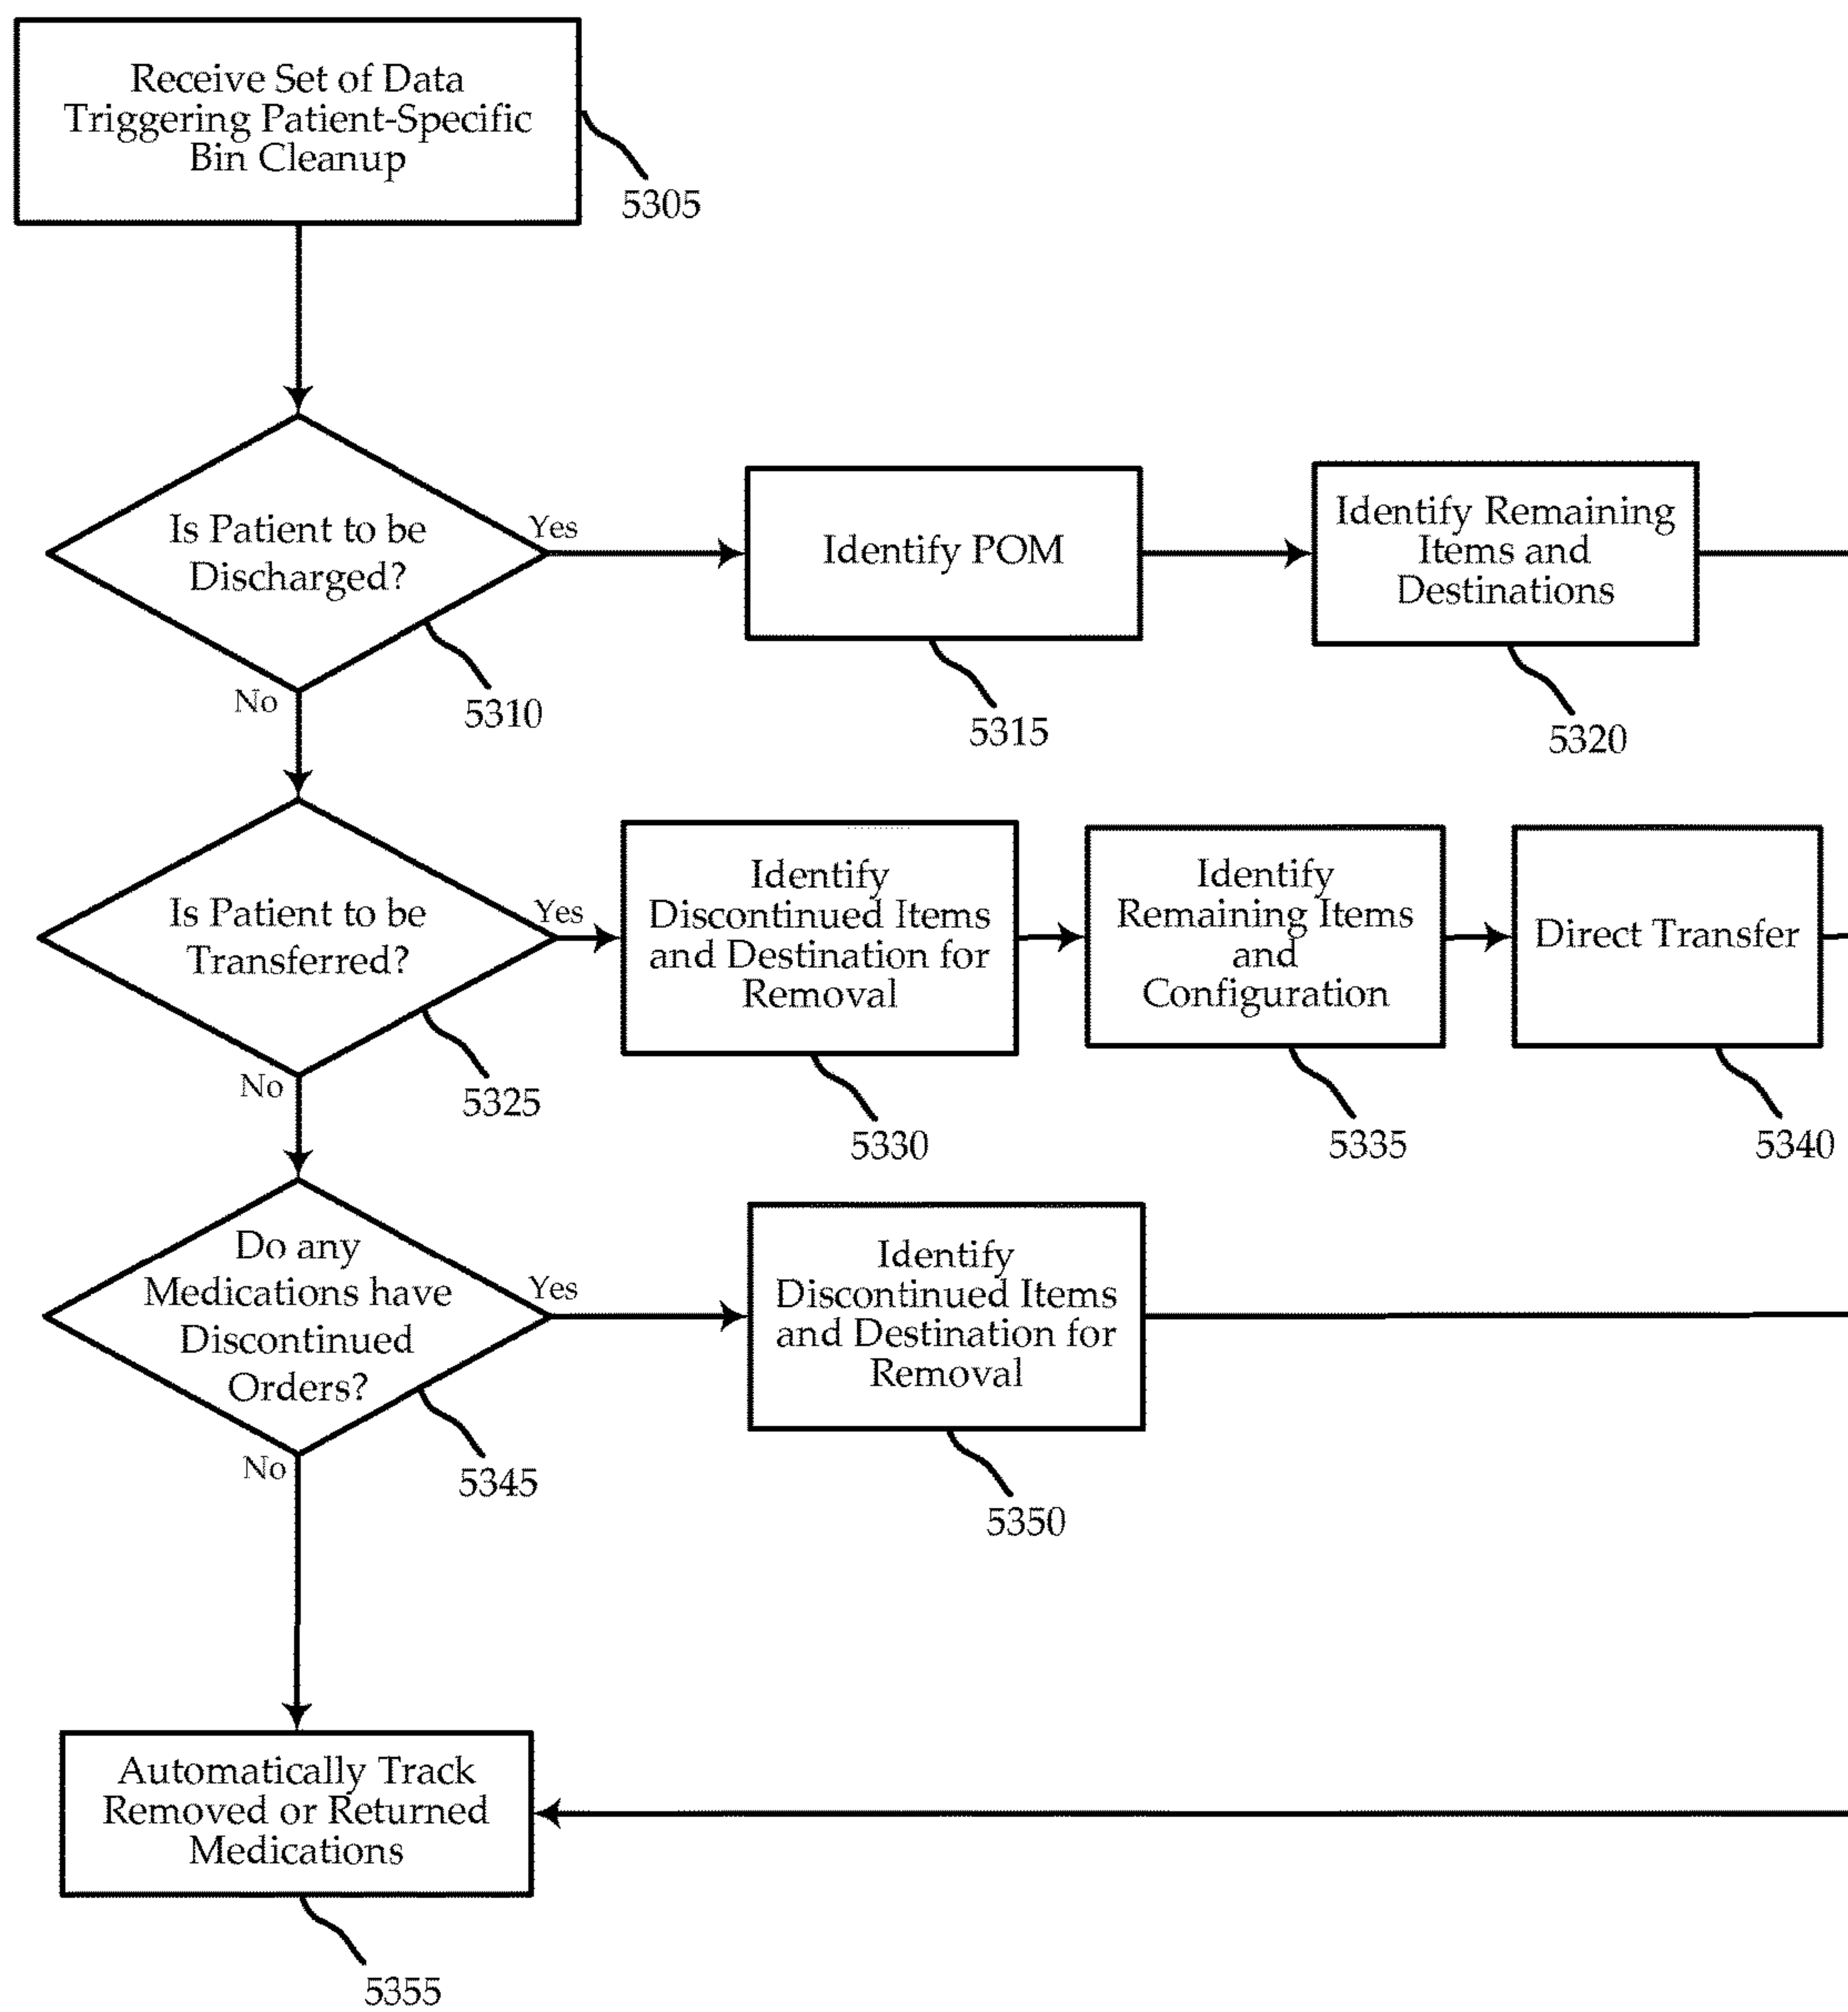 Receive Set of Data
Triggering Patient-Specific
Bin Cleanup
5305
Is Patient to be
Discharged?
Yes
No
5310
Identify POM
5315
Identify Remaining
Items and
Destinations
5320
Is Patient to be
Transferred?
Yes
No
5325
Identify
Discontinued Items
and Destination for
Removal
5330
Identify
Remaining Items
and
Configuration
5335
Direct Transfer
5340
Do any
Medications have
Discontinued
Orders?
Yes
No
5345
Identify
Discontinued Items
and Destination for
Removal
5350
Automatically Track
Removed or Returned
Medications
5355